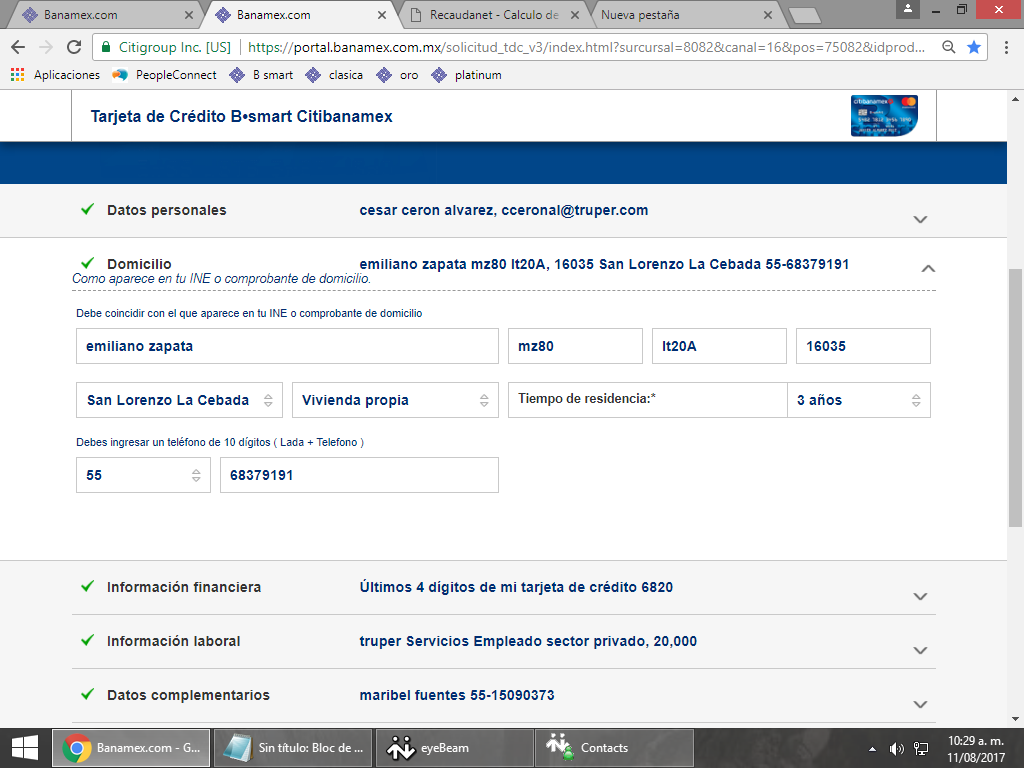 Banamex.com
Banamex.com
Recaudanet - Calculo de
Nueva pestaña
Citigroup Inc. [US]
https://portal.banamex.com.mx/solicitud_tdc_v3/index.html?surcursal=8082&canal=16&pos=75082&idprod...
Aplicaciones
PeopleConnect
B smart
clasica
oro
platinum
Tarjeta de Crédito B•smart Citibanamex
citibanamex
Datos personales
cesar ceron alvarez, cceronal@truper.com
Domicilio
emiliano zapata mz80 lt20A, 16035 San Lorenzo La Cebada 55-68379191
Como aparece en tu INE o comprobante de domicilio.
Debe coincidir con el que aparece en tu INE o comprobante de domicilio
emiliano zapata
mz80
lt20A
16035
San Lorenzo La Cebada
Vivienda propia
Tiempo de residencia:*
3 años
Debes ingresar un teléfono de 10 dígitos ( Lada + Telefono )
55
68379191
Información financiera
Últimos 4 dígitos de mi tarjeta de crédito 6820
Información laboral
truper Servicios Empleado sector privado, 20,000
Datos complementarios
maribel fuentes 55-15090373
Banamex.com - G...
Sin título: Bloc de ...
eyeBeam
Contacts
10:29 a. m.
11/08/2017